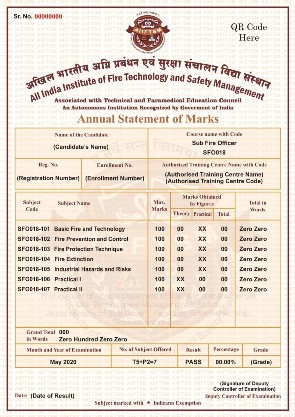 Sr. No. 00000000
QR Code
Here
अखिल भारतीय अग्नि प्रबंधन एवं सुरक्षा संचालन विद्या संस्थान
All India Institute of Fire Technology and Safety Management
Associated with Technical and Paramedical Education Council
An Autonomous Institution Recognized by Goverment of India
Annual Statement of Marks
Name of the Candidate
Course name with Code
(Candidate's Name)
Sub Fire Officer
SFO018
Reg. No.
Enrollment No.
Authorised Training Centre Name with Code
(Registration Number)
(Enrollment Number)
(Authorised Training Centre Name)
(Authorised Training Centre Code)
Subject
Code
Subject Name
Max.
Marks
Marks Obtained
In Figures
Theory Practical Total
Total in
Words
SFO018-101 Basic Fire and Technology 100 00 XX 00 Zero Zero
SFO018-102 Fire Prevention and Control 100 00 XX 00 Zero Zero
SFO018-103 Fire Protection Technique 100 00 XX 00 Zero Zero
SFO018-104 Fire Extinction 100 00 XX 00 Zero Zero
SFO018-105 Industrial Hazards and Risks 100 00 XX 00 Zero Zero
SFO018-106 Practical I 100 XX 00 00 Zero Zero
SFO018-107 Practical II 100 XX 00 00 Zero Zero
Grand Total 000
in Words Zero Hundred Zero Zero
Month and Year of Examination
No. of Subject Offered
Result
Percentage
Grade
May 2020
T5+P2=7
PASS
00.00%
(Grade)
Date: (Date of Result)
(Signature of Deputy
Controller of Examination)
Deputy Controller of Examination
Subject marked with * Indicates Exemption